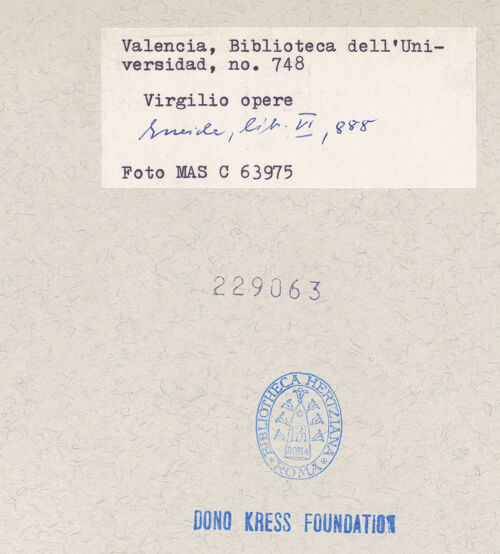 Valencia, Biblioteca dell'Uni-
versidad, no. 748
Virgilio opere
Eneide, lib. VI, 888
Foto MAS C 63975
229063
BIBLIOTHECA HERTZIANA
ROMA
ROMA
DONO KRESS FOUNDATION